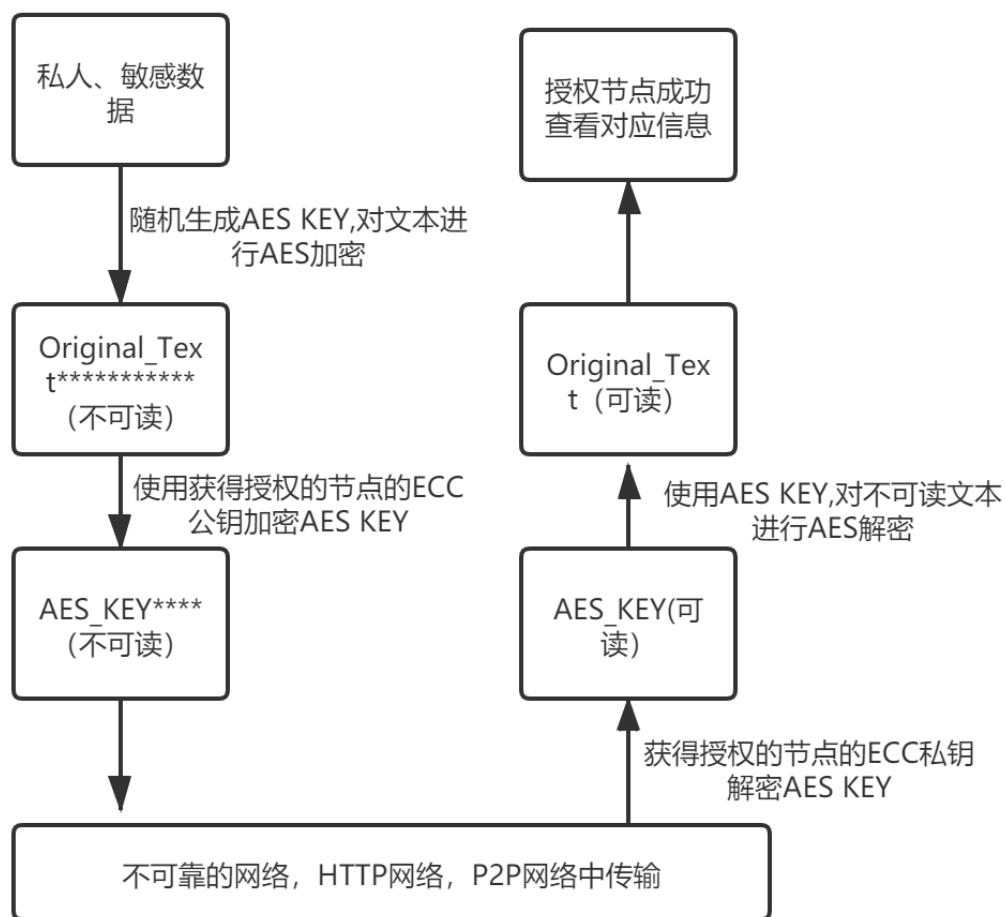 私人、敏感数
据
随机生成AES KEY,对文本进
行AES加密
Original_Tex
t***********
（不可读）
使用获得授权的节点的ECC
公钥加密AES KEY
AES_KEY****
（不可读）
不可靠的网络，HTTP网络，P2P网络中传输
获得授权的节点的ECC私钥
解密AES KEY
AES_KEY(可
读）
使用AES KEY,对不可读文本
进行AES解密
Original_Tex
t（可读）
授权节点成功
查看对应信息